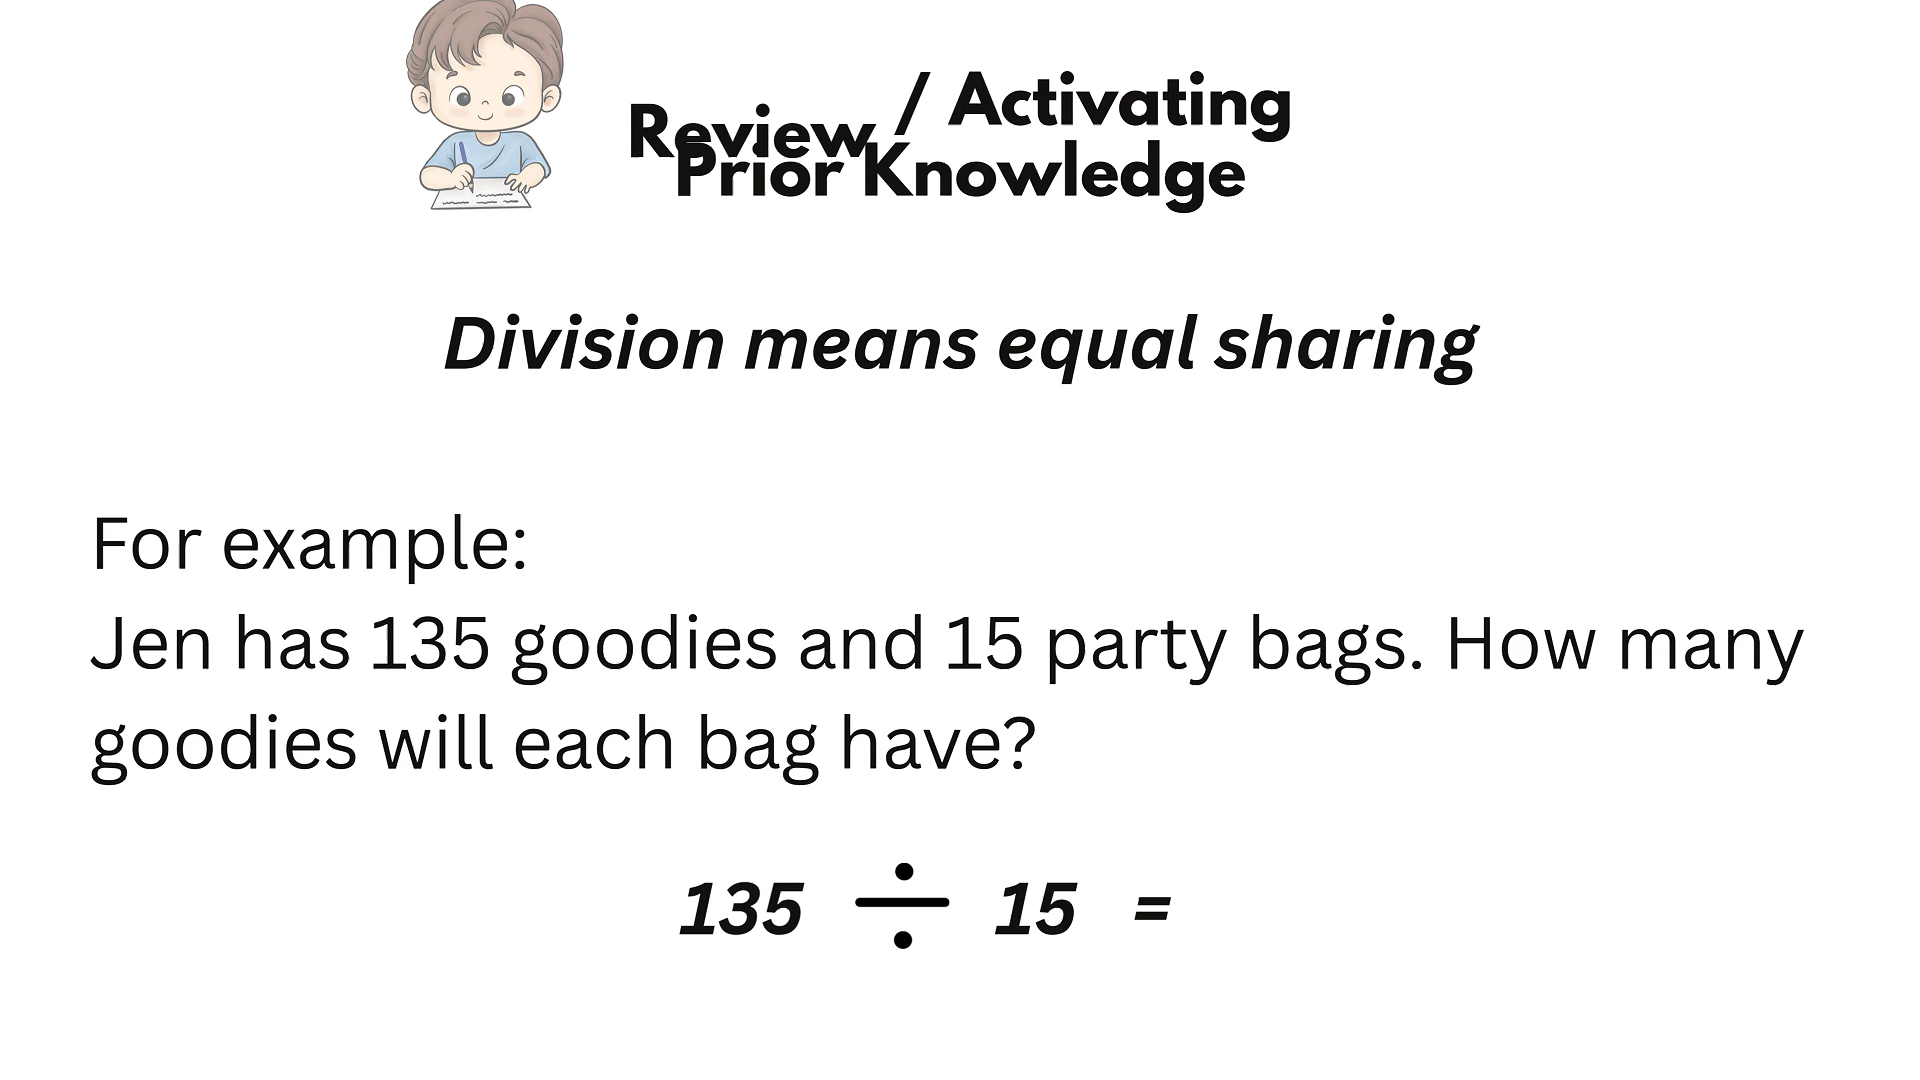 Review / Activating
Prior Knowledge
Division means equal sharing
For example:
Jen has 135 goodies and 15 party bags. How many
goodies will each bag have?
135 ÷ 15 =